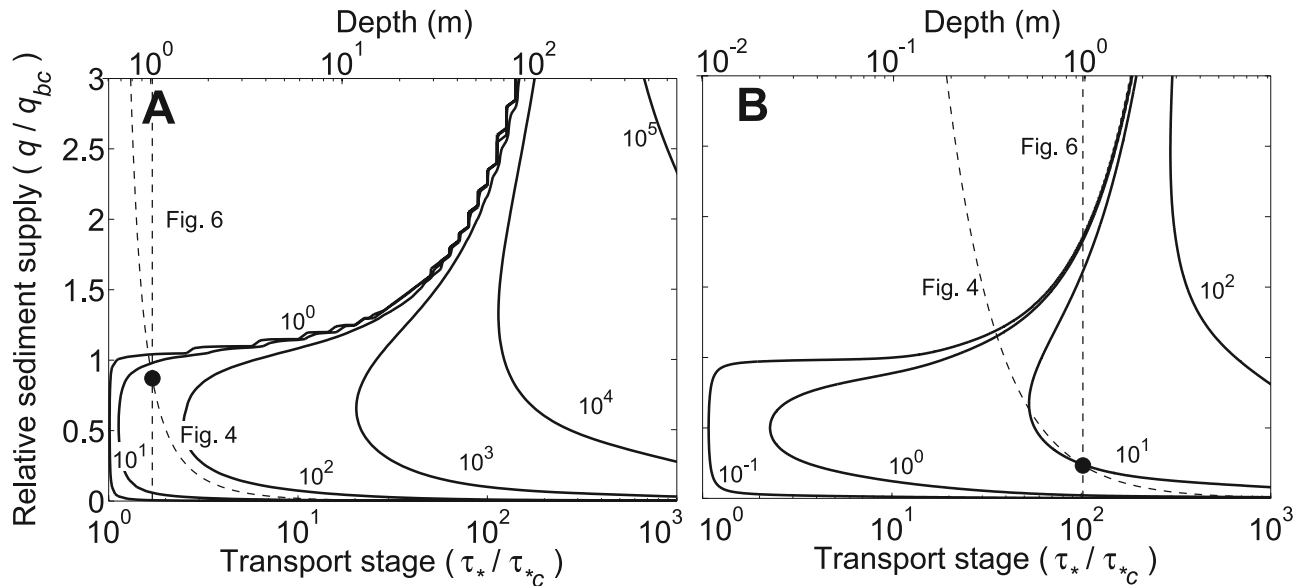 Depth (m)
Depth (m)
10^0
10^1
10^2
10^-2
10^-1
10^0
Relative sediment supply ( q / q_bc )
3
2.5
2
1.5
1
0.5
0
A
Fig. 6
10^0
Fig. 4
10^1
10^2
10^3
10^4
10^5
B
Fig. 6
Fig. 4
10^2
10^1
10^0
10^-1
10^0
10^1
10^2
10^3
10^0
10^1
10^2
10^3
Transport stage ( τ_* / τ_*c )
Transport stage ( τ_* / τ_*c )